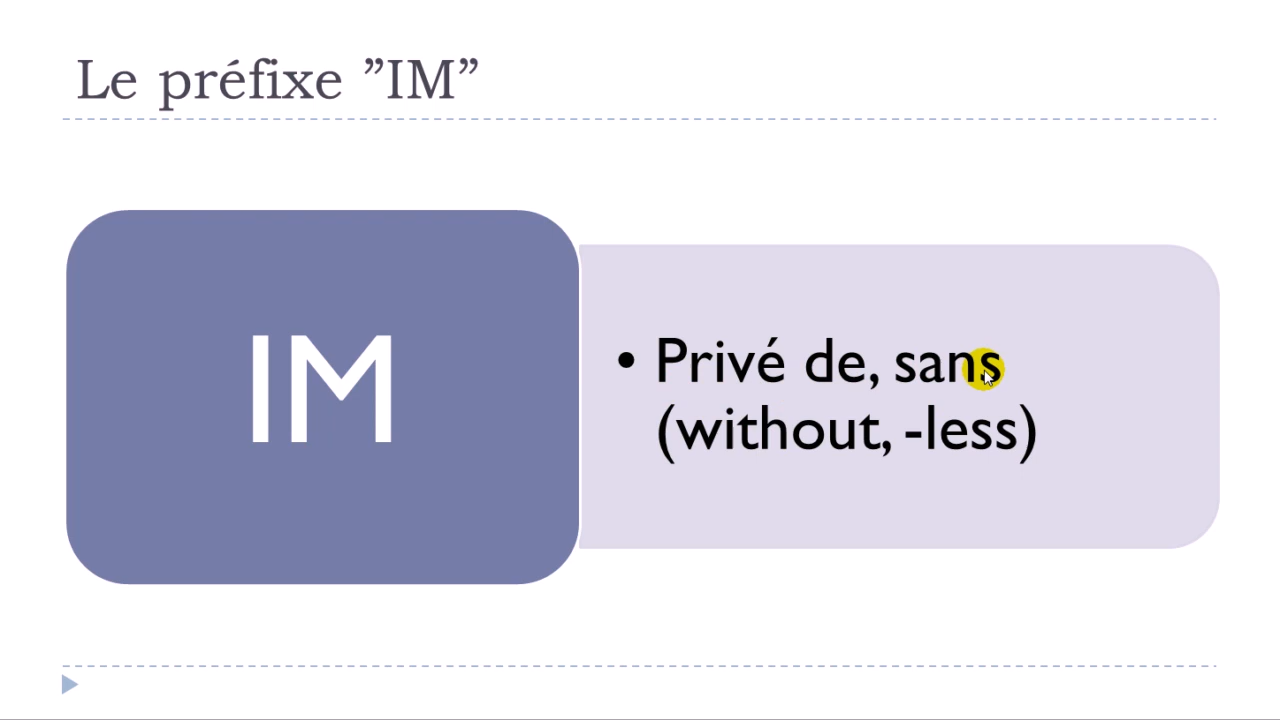 Le préfixe ”IM”
IM
• Privé de, sans
(without, -less)